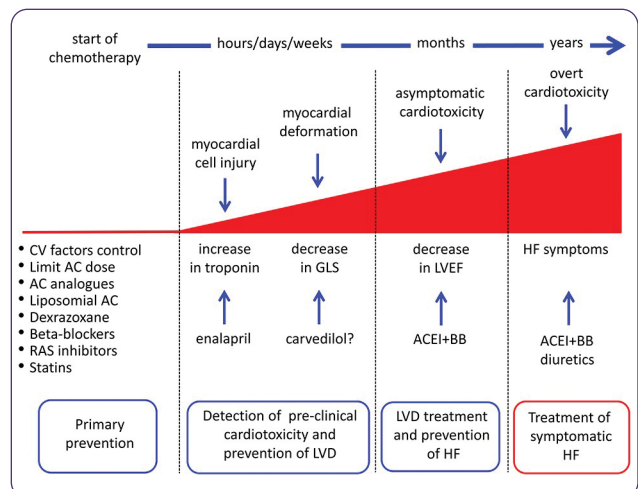 start of
chemotherapy
hours/days/weeks
months
years
myocardial
cell injury
myocardial
deformation
asymptomatic
cardiotoxicity
overt
cardiotoxicity
• CV factors control
• Limit AC dose
• AC analogues
• Liposomial AC
• Dexrazoxane
• Beta-blockers
• RAS inhibitors
• Statins
increase
in troponin
decrease
in GLS
decrease
in LVEF
HF symptoms
enalapril
carvedilol?
ACEI+BB
ACEI+BB
diuretics
Primary
prevention
Detection of pre-clinical
cardiotoxicity and
prevention of LVD
LVD treatment
and prevention
of HF
Treatment of
symptomatic
HF